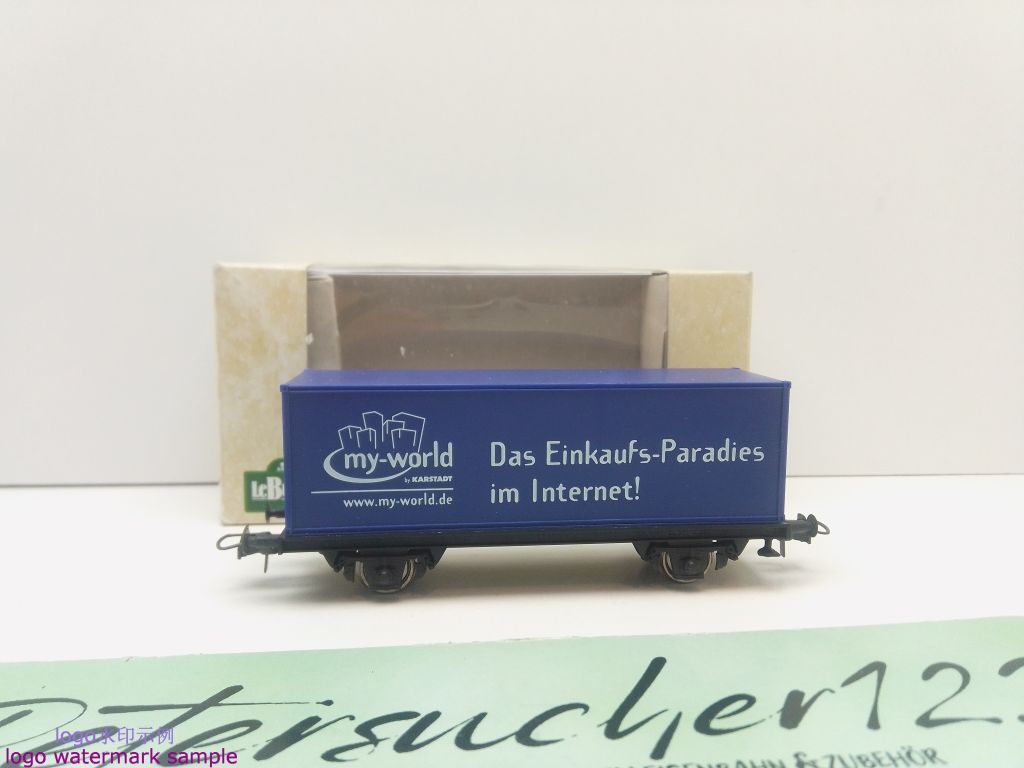 my-world
by KARSTADT
www.my-world.de
Das Einkaufs-Paradies
im Internet!
Petersucher123
EISENBAHN & ZUBEHÖR
logo水印示例
logo watermark sample